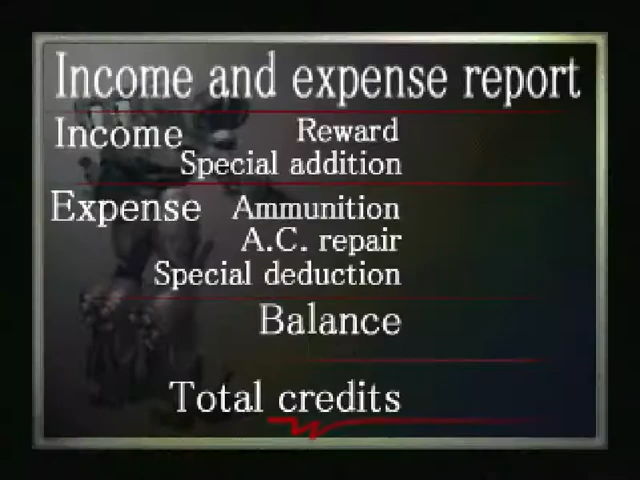 Income and expense report
Income Reward
Special addition
Expense Ammunition
A.C. repair
Special deduction
Balance
Total credits